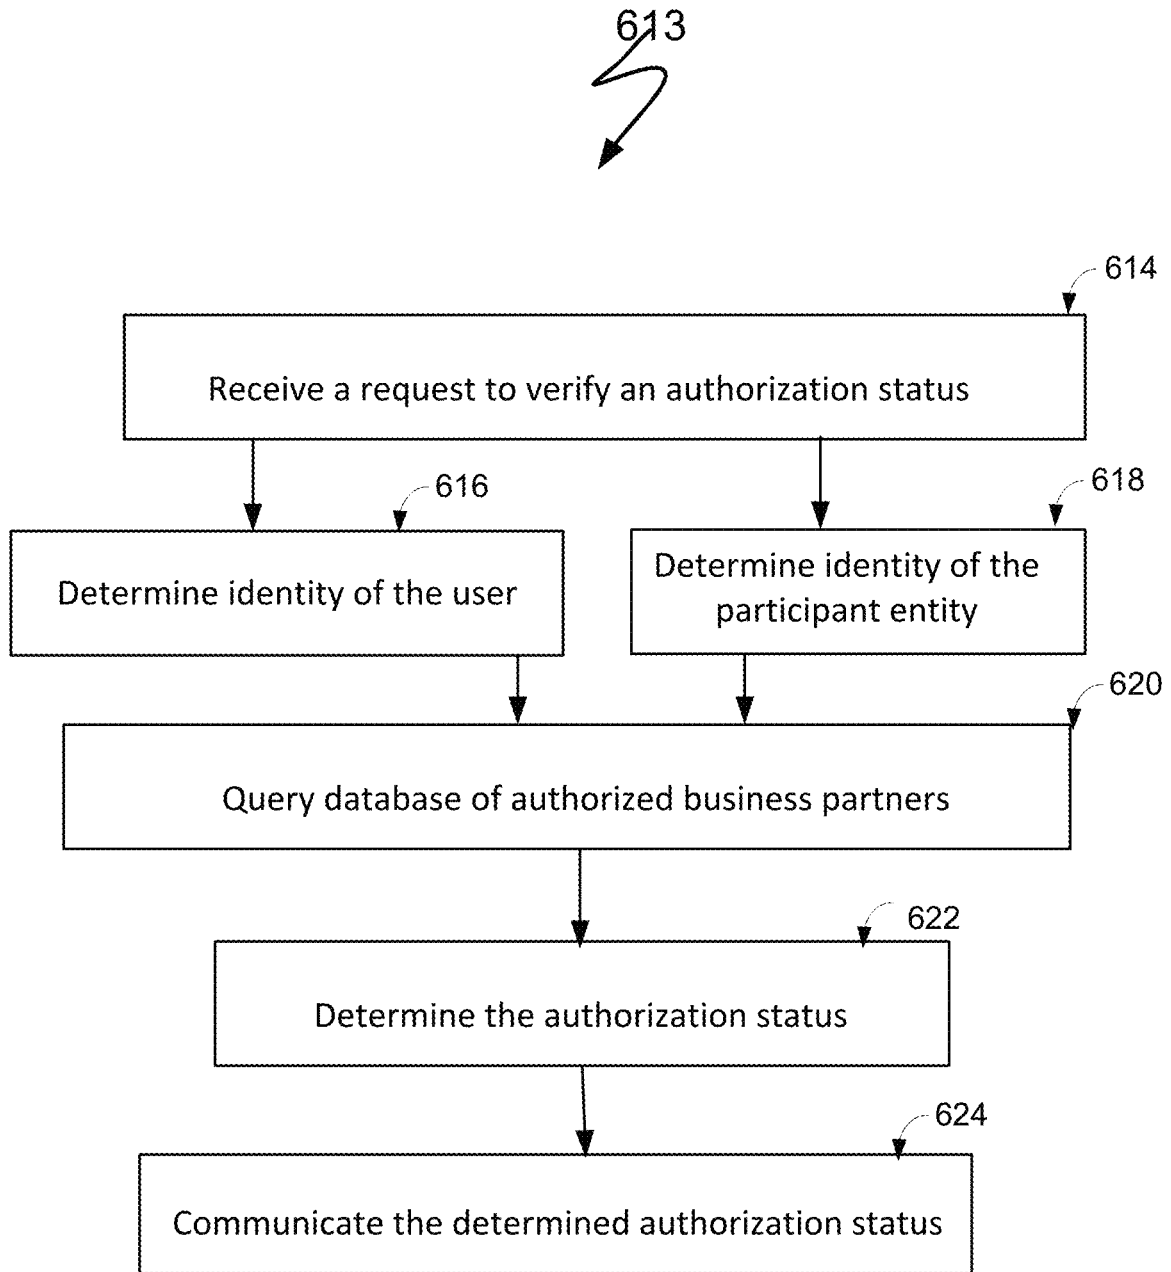 613
614
Receive a request to verify an authorization status
616
618
Determine identity of the user
Determine identity of the
participant entity
620
Query database of authorized business partners
622
Determine the authorization status
624
Communicate the determined authorization status